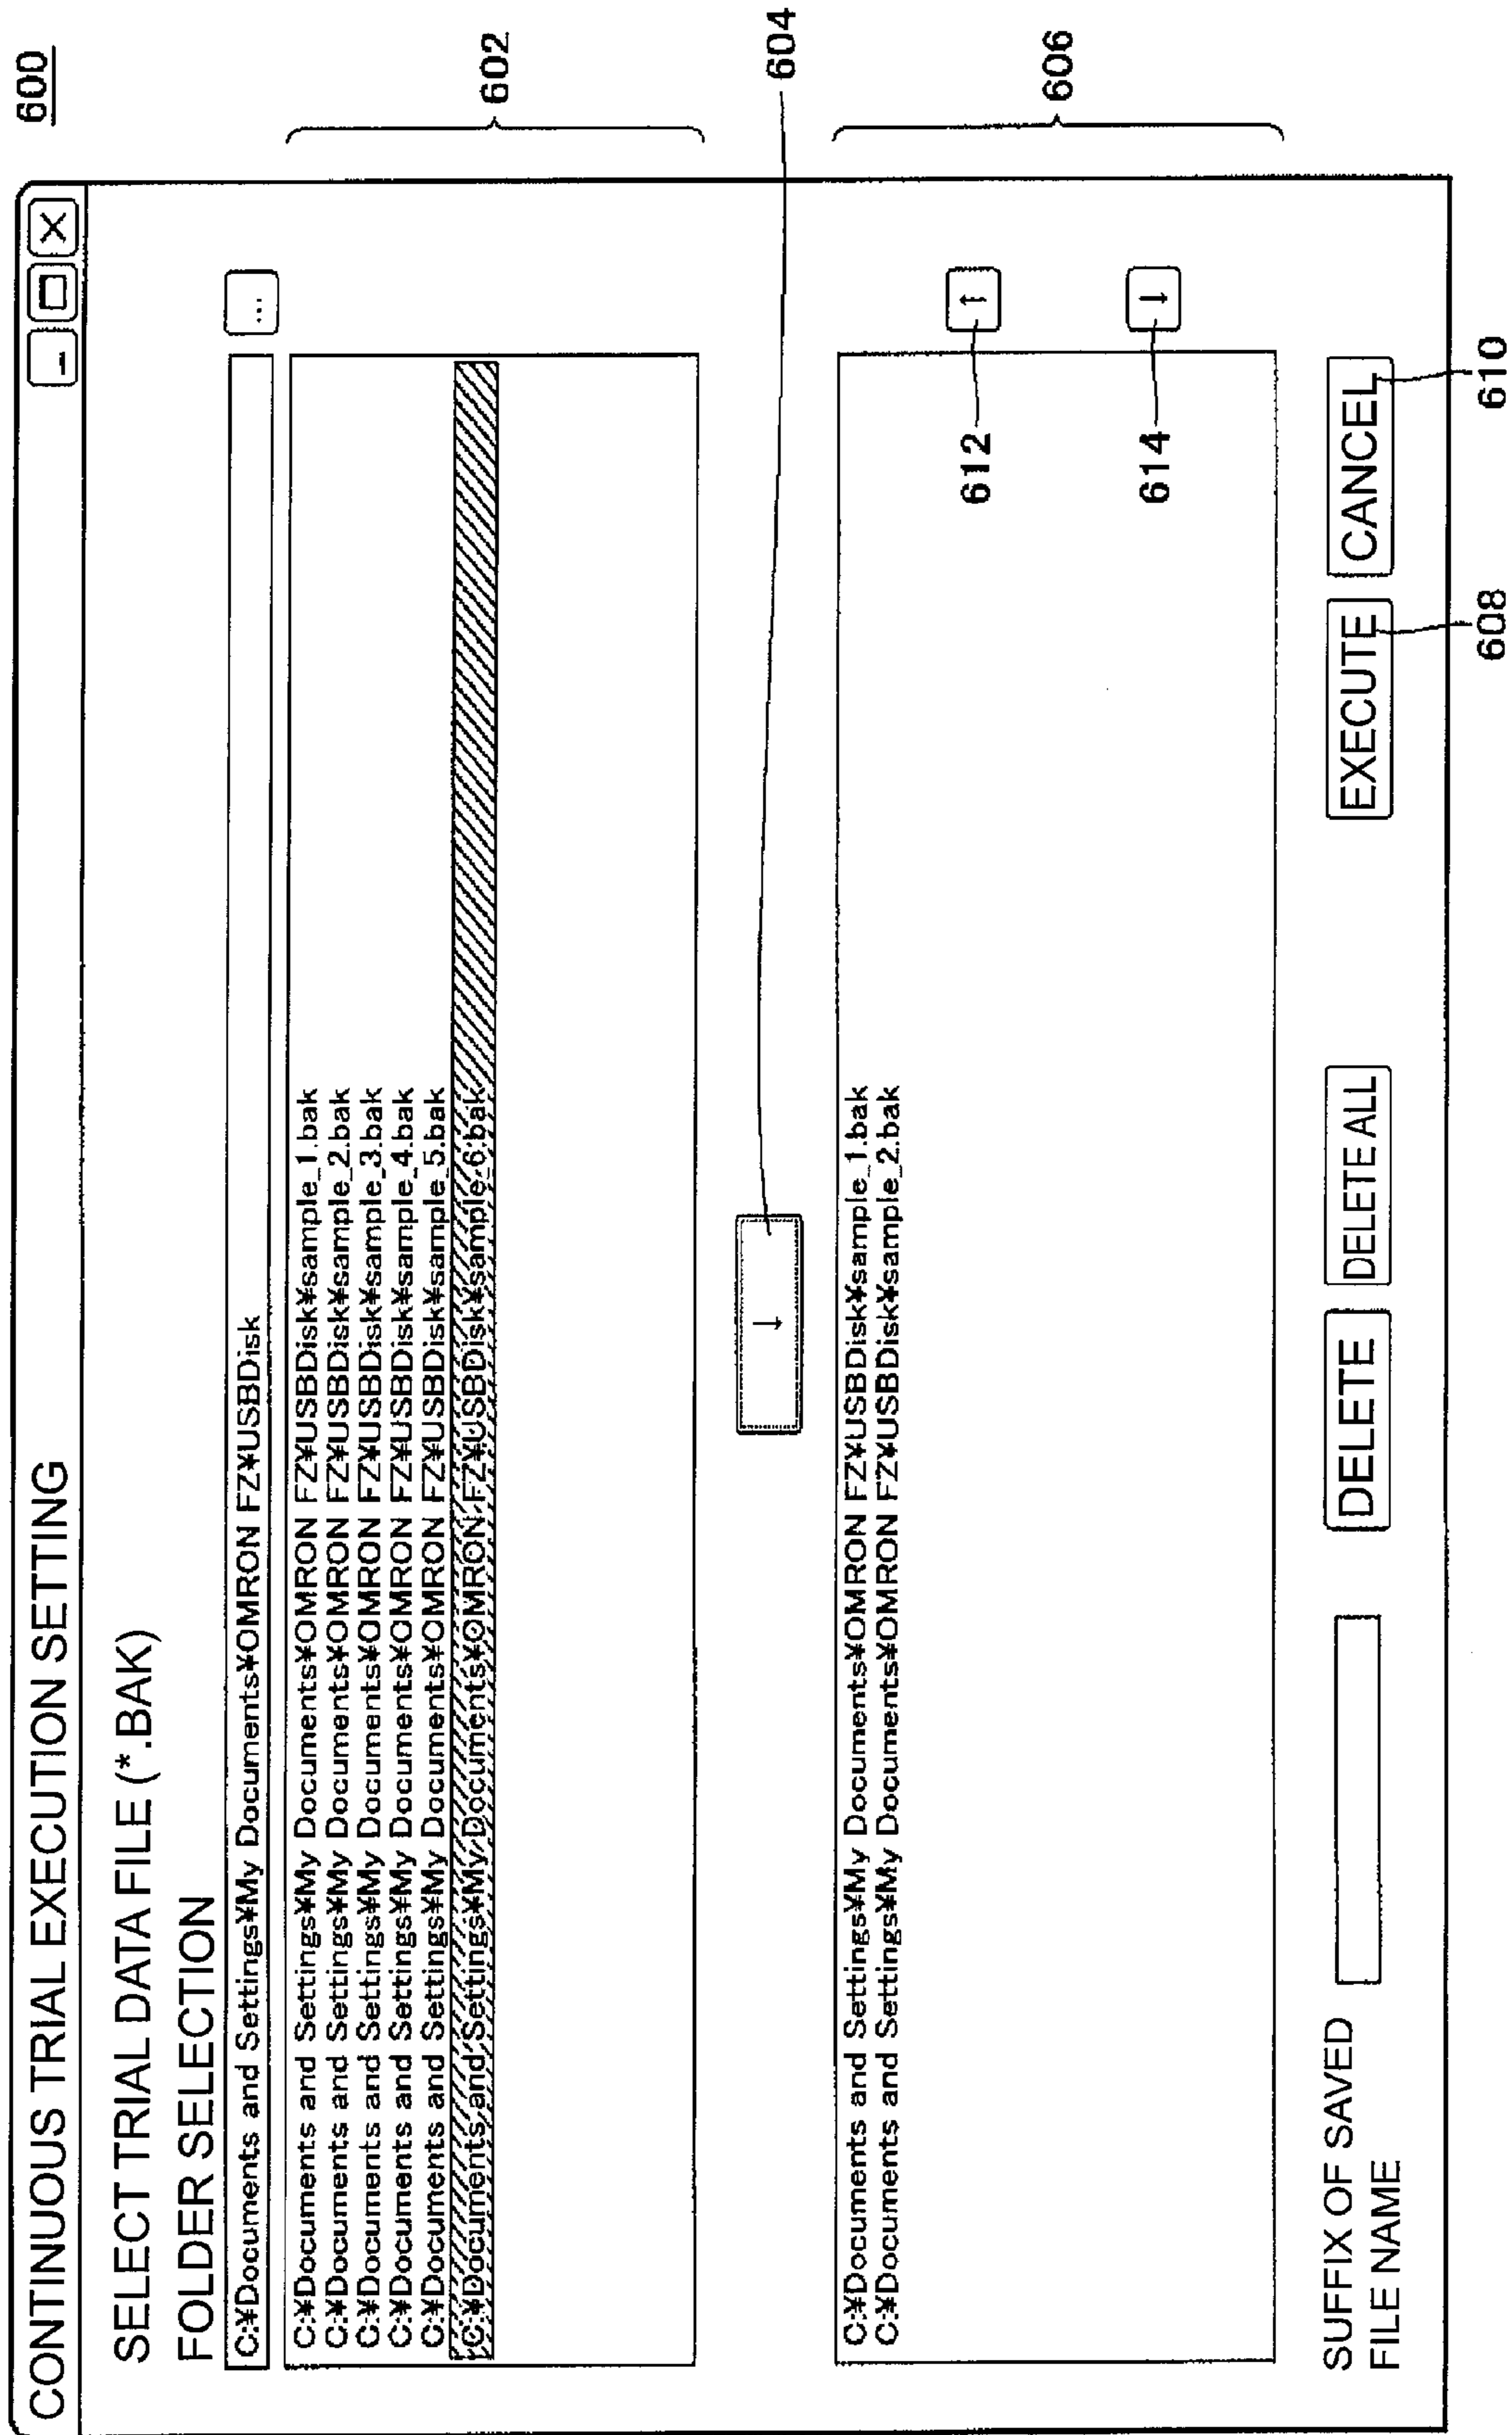 600
CONTINUOUS TRIAL EXECUTION SETTING
SELECT TRIAL DATA FILE (*.BAK)
FOLDER SELECTION
C:¥Documents and Settings¥My Documents¥OMRON FZ¥USBDisk
...
C:¥Documents and Settings¥My Documents¥OMRON FZ¥USBDisk¥sample_1.bak
C:¥Documents and Settings¥My Documents¥OMRON FZ¥USBDisk¥sample_2.bak
C:¥Documents and Settings¥My Documents¥OMRON FZ¥USBDisk¥sample_3.bak
C:¥Documents and Settings¥My Documents¥OMRON FZ¥USBDisk¥sample_4.bak
C:¥Documents and Settings¥My Documents¥OMRON FZ¥USBDisk¥sample_5.bak
C:¥Documents and Settings¥My Documents¥OMRON FZ¥USBDisk¥sample_6.bak
602
↓
604
C:¥Documents and Settings¥My Documents¥OMRON FZ¥USBDisk¥sample_1.bak
C:¥Documents and Settings¥My Documents¥OMRON FZ¥USBDisk¥sample_2.bak
612
↑
606
614
↓
SUFFIX OF SAVED
FILE NAME
DELETE
DELETE ALL
EXECUTE
CANCEL
608
610